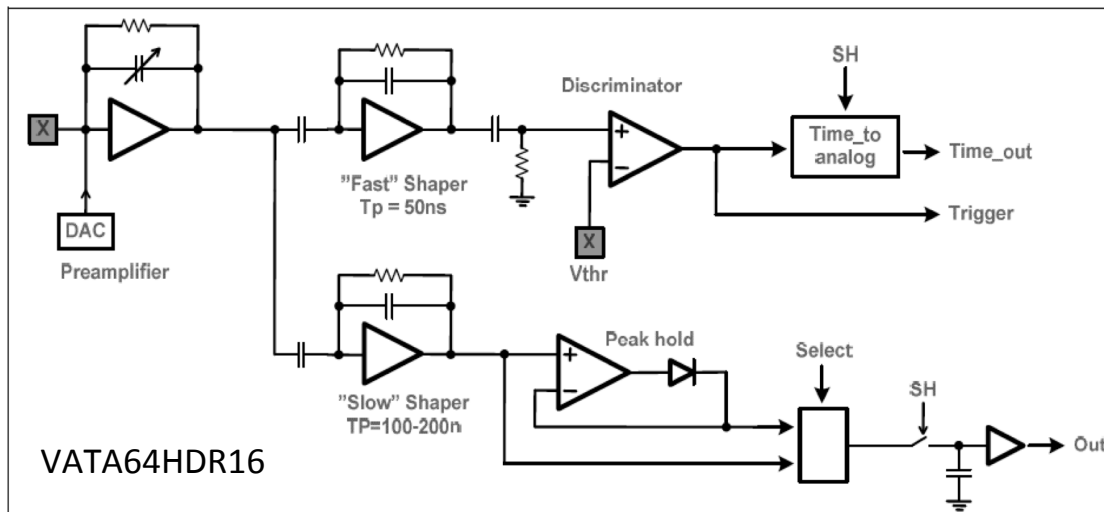 X
DAC
Preamplifier
”Fast” Shaper
Tp = 50ns
Discriminator
+
−
X
Vthr
SH
Time_to
analog
Time_out
Trigger
”Slow” Shaper
TP=100-200n
Peak hold
+
−
Select
SH
Out
VATA64HDR16